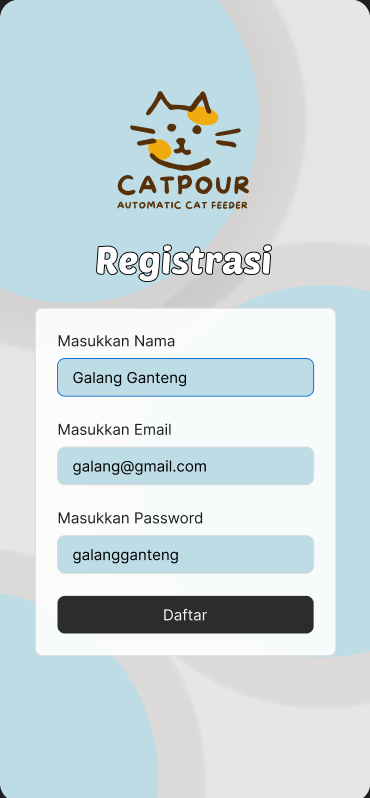 CATPOUR
AUTOMATIC CAT FEEDER
Registrasi
Masukkan Nama
Galang Ganteng
Masukkan Email
galang@gmail.com
Masukkan Password
galangganteng
Daftar